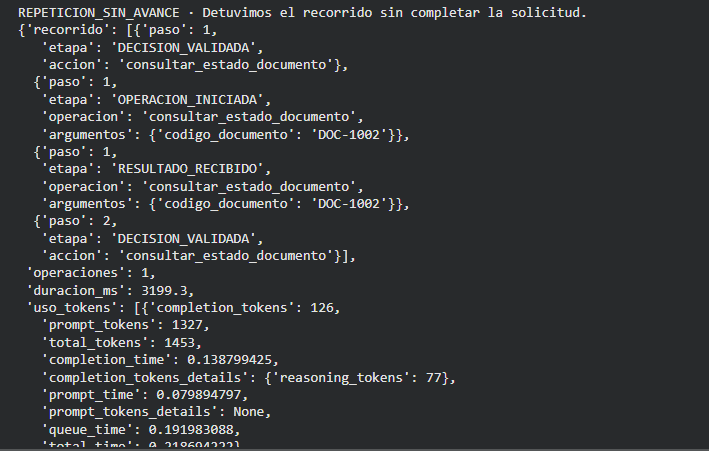 REPETICION_SIN_AVANCE · Detuvimos el recorrido sin completar la solicitud.
{'recorrido': [{'paso': 1,
'etapa': 'DECISION_VALIDADA',
'accion': 'consultar_estado_documento'},
{'paso': 1,
'etapa': 'OPERACION_INICIADA',
'operacion': 'consultar_estado_documento',
'argumentos': {'codigo_documento': 'DOC-1002'}},
{'paso': 1,
'etapa': 'RESULTADO_RECIBIDO',
'operacion': 'consultar_estado_documento',
'argumentos': {'codigo_documento': 'DOC-1002'}},
{'paso': 2,
'etapa': 'DECISION_VALIDADA',
'accion': 'consultar_estado_documento'}],
'operaciones': 1,
'duracion_ms': 3199.3,
'uso_tokens': [{'completion_tokens': 126,
'prompt_tokens': 1327,
'total_tokens': 1453,
'completion_time': 0.138799425,
'completion_tokens_details': {'reasoning_tokens': 77},
'prompt_time': 0.079894797,
'prompt_tokens_details': None,
'queue_time': 0.191983088,
'total_time': 0.218694222}